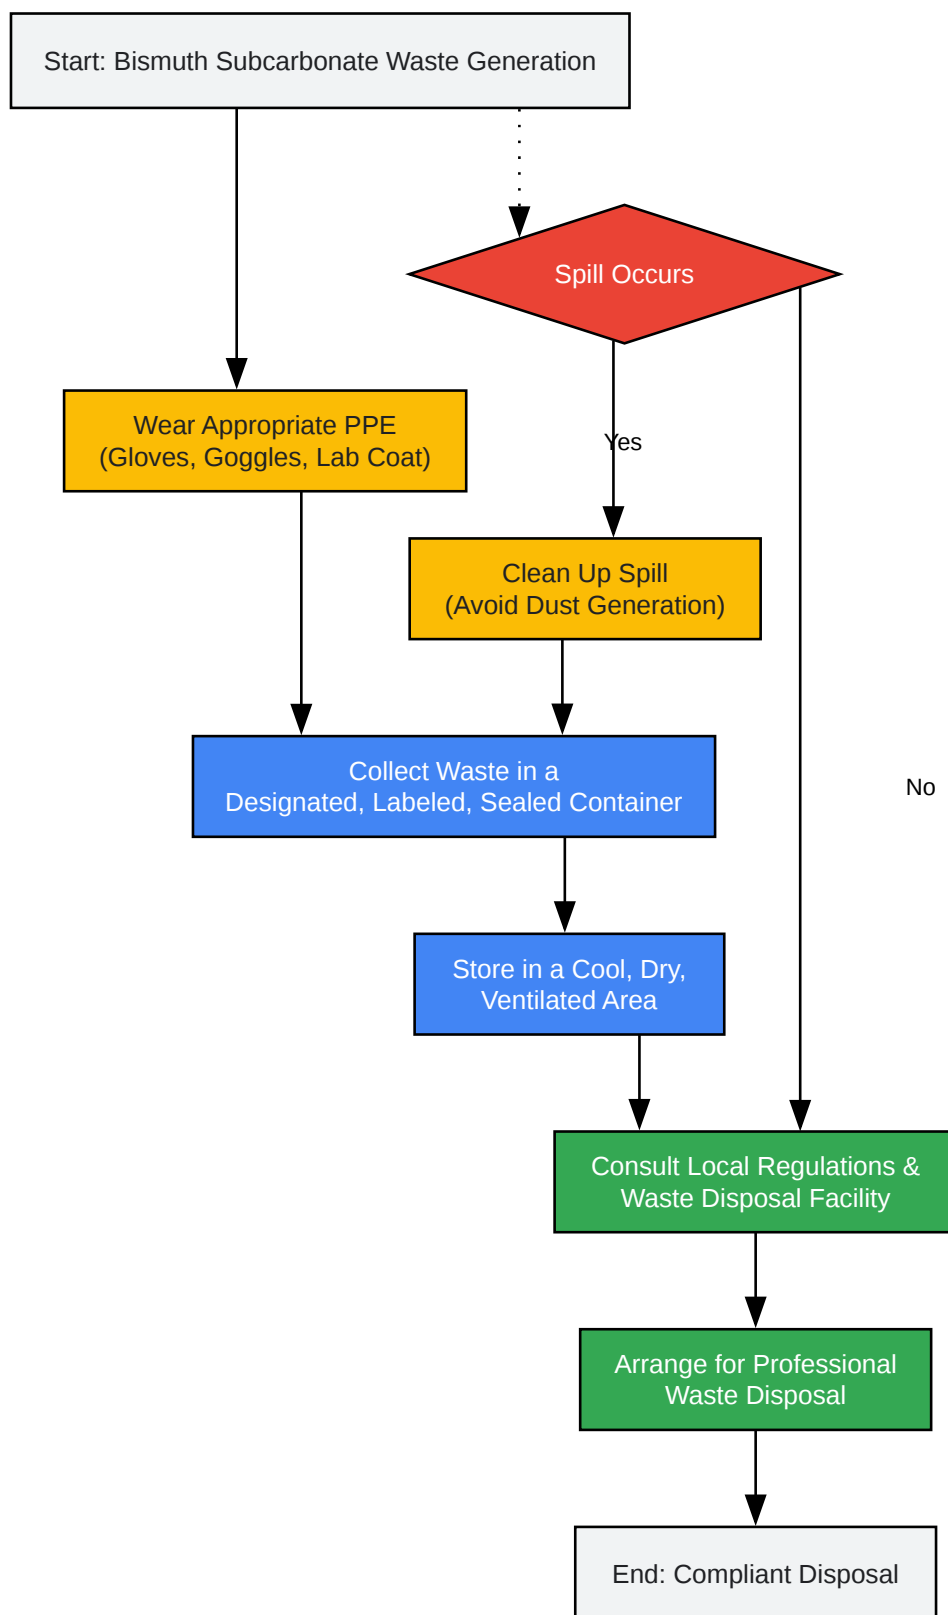 Start: Bismuth Subcarbonate Waste Generation
Spill Occurs
Wear Appropriate PPE
(Gloves, Goggles, Lab Coat)
Yes
Clean Up Spill
(Avoid Dust Generation)
Collect Waste in a
Designated, Labeled, Sealed Container
No
Store in a Cool, Dry,
Ventilated Area
Consult Local Regulations &
Waste Disposal Facility
Arrange for Professional
Waste Disposal
End: Compliant Disposal